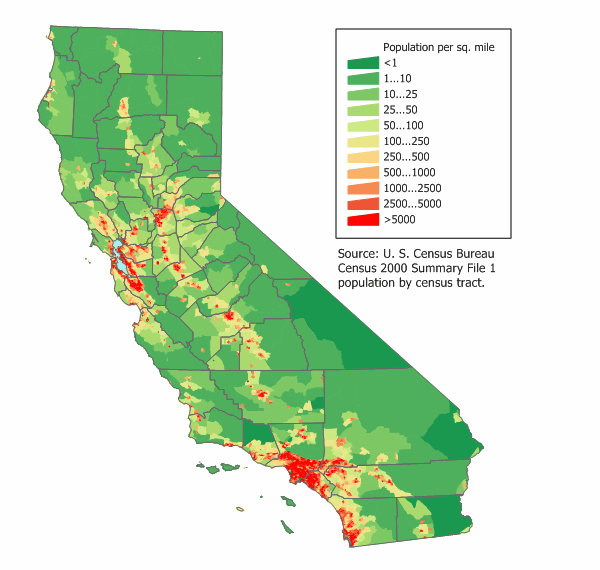 Population per sq. mile
<1
1...10
10...25
25...50
50...100
100...250
250...500
500...1000
1000...2500
2500...5000
>5000
Source: U. S. Census Bureau
Census 2000 Summary File 1
population by census tract.